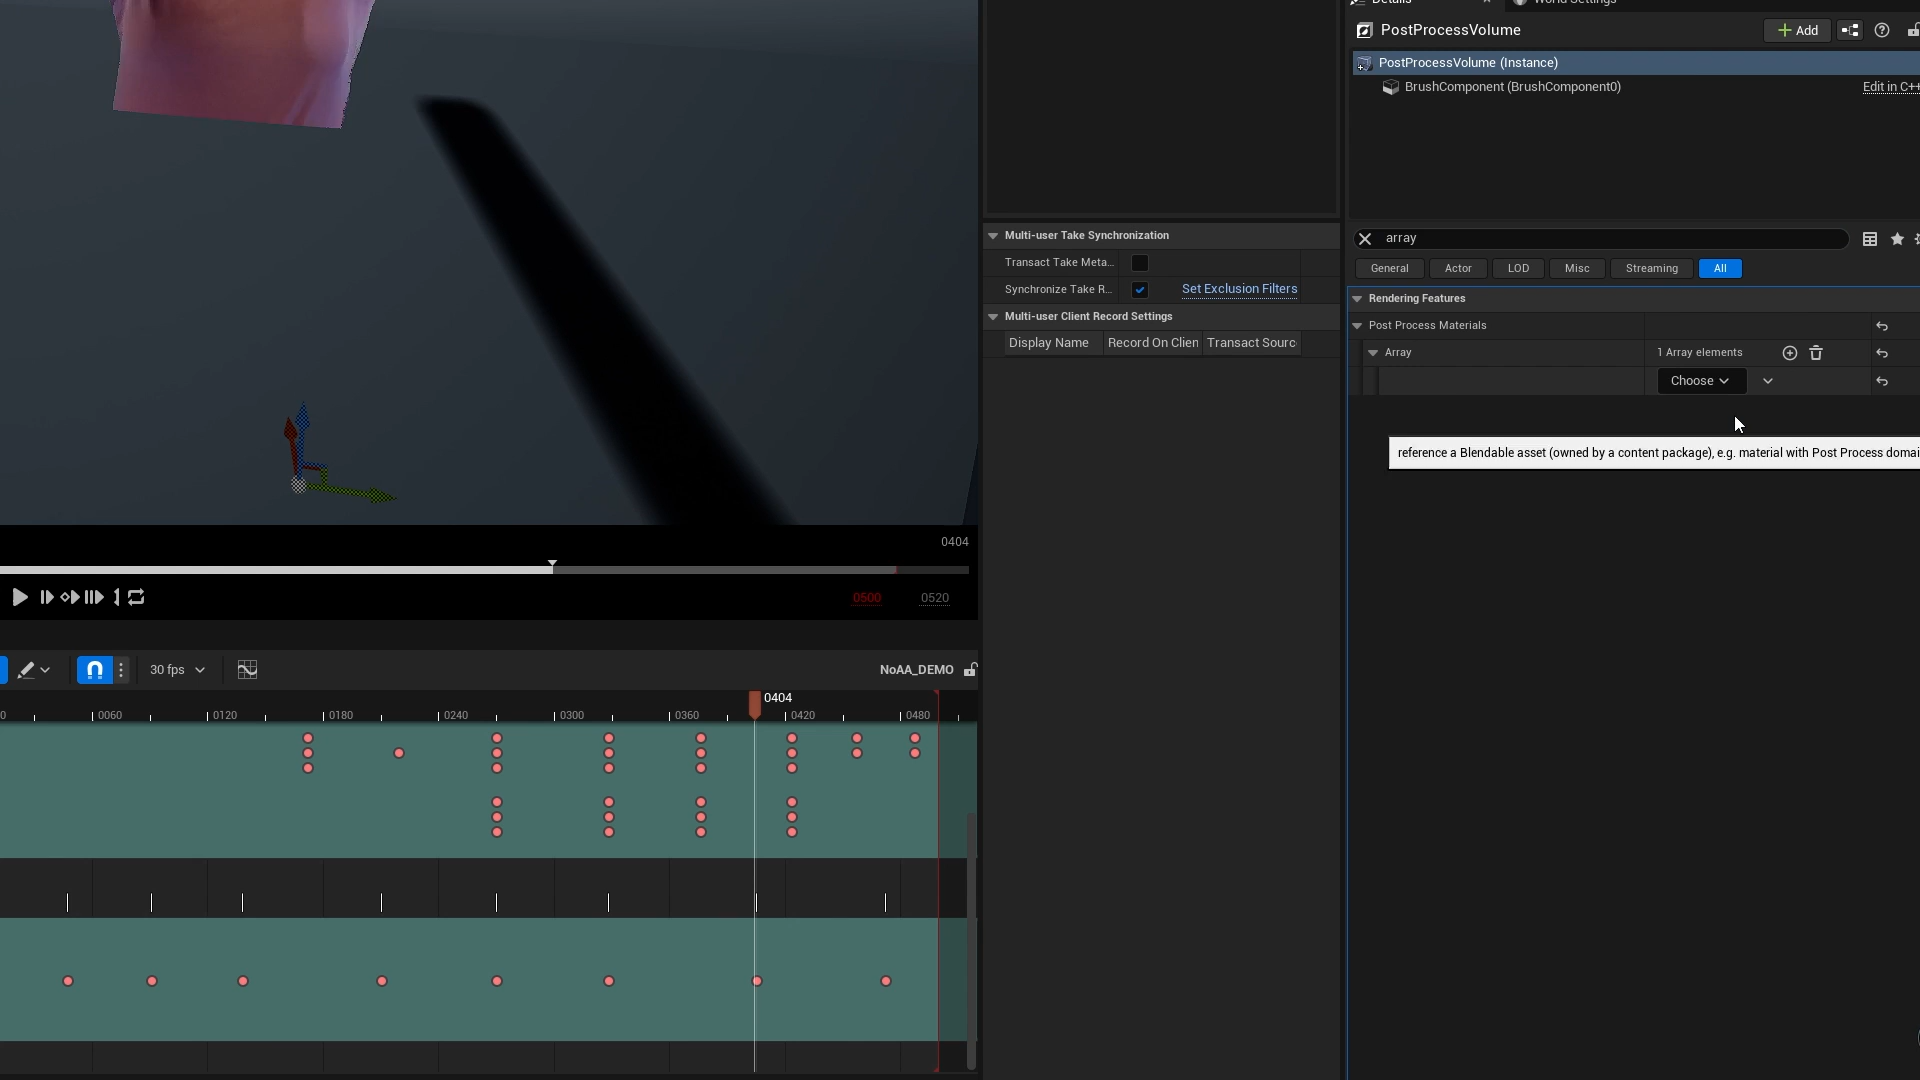 Details
World Settings
PostProcessVolume
Add
PostProcessVolume (Instance)
BrushComponent (BrushComponent0)
Edit in C++
array
General
Actor
LOD
Misc
Streaming
All
Rendering Features
Post Process Materials
Array
1 Array elements
Choose
reference a Blendable asset (owned by a content package), e.g. material with Post Process domai
Multi-user Take Synchronization
Transact Take Meta...
Synchronize Take R...
Set Exclusion Filters
Multi-user Client Record Settings
Display Name
Record On Clien
Transact Sourc
0404
0500
0520
30 fps
NoAA_DEMO
0404
0
0060
0120
0180
0240
0300
0360
0420
0480